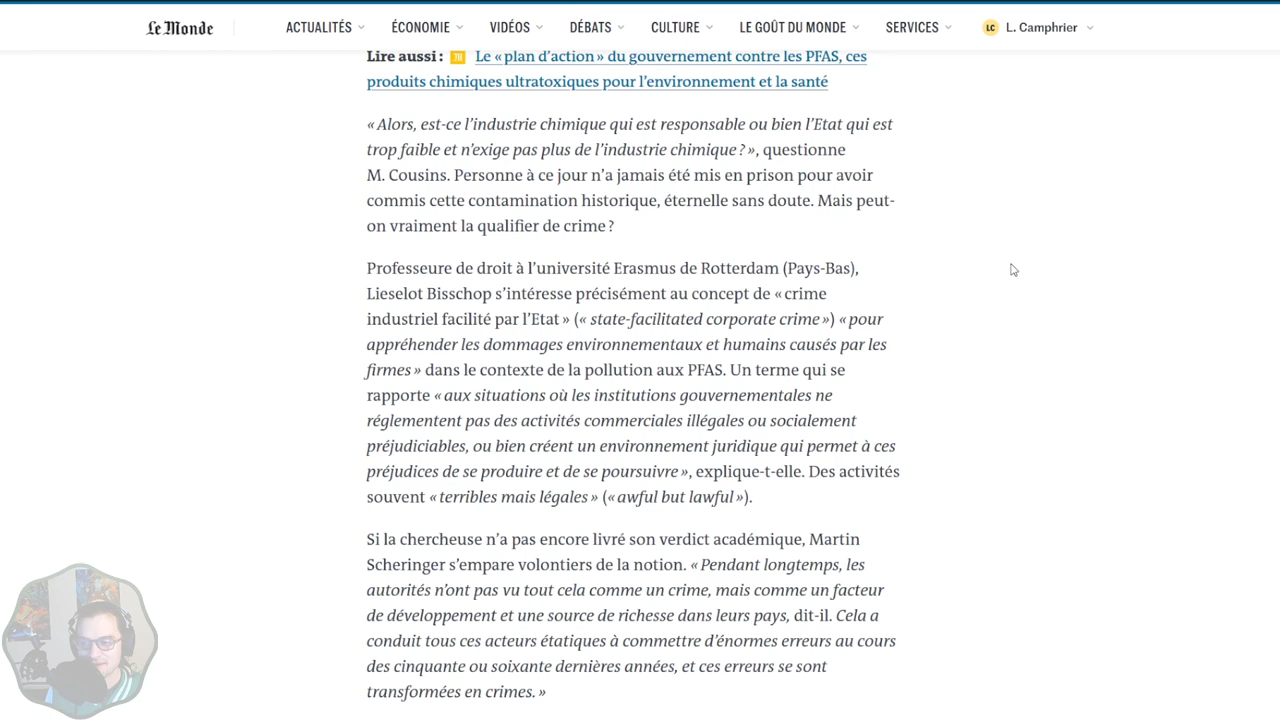 Le Monde
ACTUALITÉS
ÉCONOMIE
VIDÉOS
DÉBATS
CULTURE
LE GOÛT DU MONDE
SERVICES
LC
L. Camphrier
Lire aussi : Le « plan d’action » du gouvernement contre les PFAS, ces
produits chimiques ultratoxiques pour l’environnement et la santé
« Alors, est-ce l’industrie chimique qui est responsable ou bien l’Etat qui est
trop faible et n’exige pas plus de l’industrie chimique ? », questionne
M. Cousins. Personne à ce jour n’a jamais été mis en prison pour avoir
commis cette contamination historique, éternelle sans doute. Mais peut-
on vraiment la qualifier de crime ?
Professeure de droit à l’université Erasmus de Rotterdam (Pays-Bas),
Lieselot Bisschop s’intéresse précisément au concept de « crime
industriel facilité par l’Etat » (« state-facilitated corporate crime ») « pour
appréhender les dommages environnementaux et humains causés par les
firmes » dans le contexte de la pollution aux PFAS. Un terme qui se
rapporte « aux situations où les institutions gouvernementales ne
réglementent pas des activités commerciales illégales ou socialement
préjudiciables, ou bien créent un environnement juridique qui permet à ces
préjudices de se produire et de se poursuivre », explique-t-elle. Des activités
souvent « terribles mais légales » (« awful but lawful »).
Si la chercheuse n’a pas encore livré son verdict académique, Martin
Scheringer s’empare volontiers de la notion. « Pendant longtemps, les
autorités n’ont pas vu tout cela comme un crime, mais comme un facteur
de développement et une source de richesse dans leurs pays, dit-il. Cela a
conduit tous ces acteurs étatiques à commettre d’énormes erreurs au cours
des cinquante ou soixante dernières années, et ces erreurs se sont
transformées en crimes. »